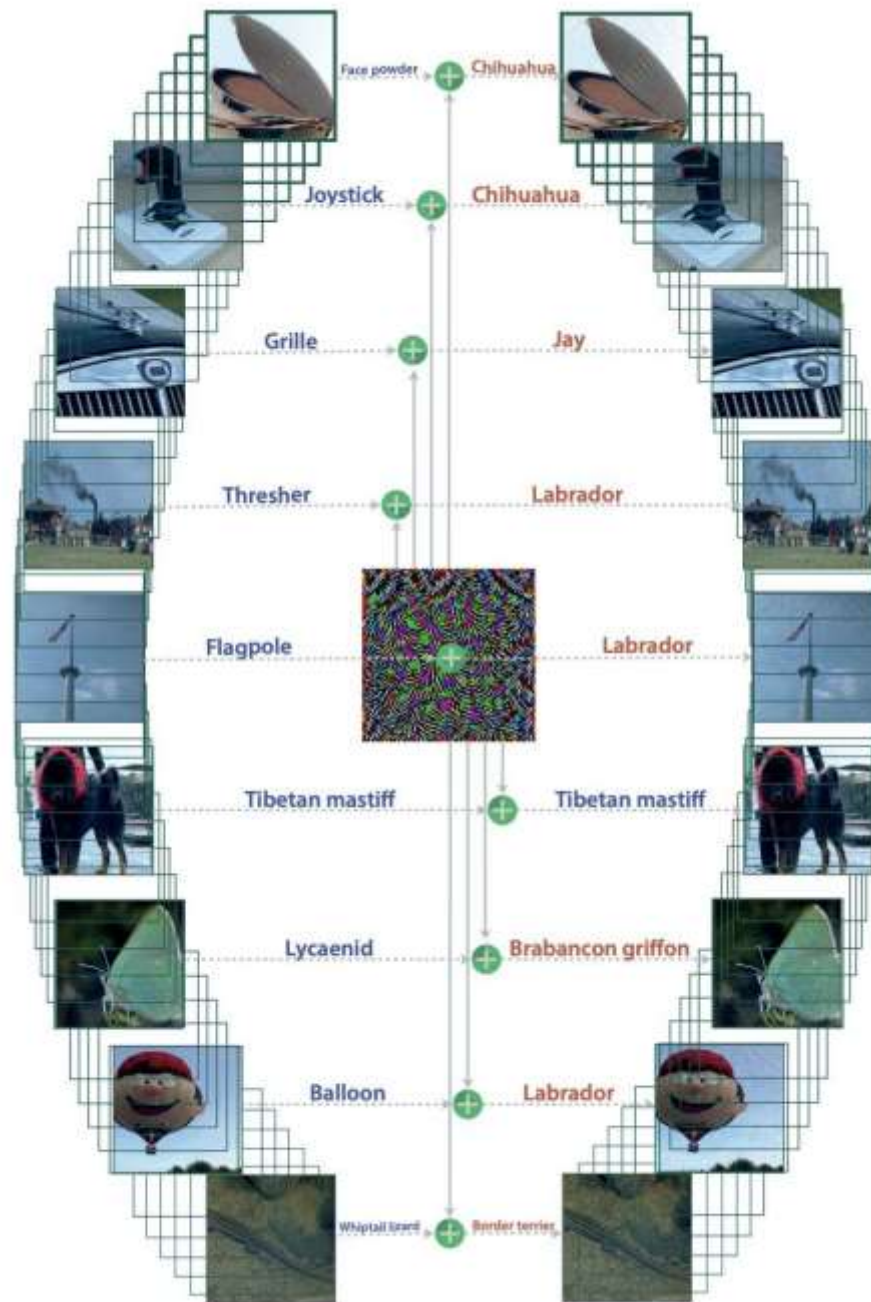 Face powder Chihuahua
Joystick Chihuahua
Grille Jay
Thresher Labrador
Flagpole Labrador
Tibetan mastiff Tibetan mastiff
Lycaenid Brabancon griffon
Balloon Labrador
Whiptail lizard Border terrier